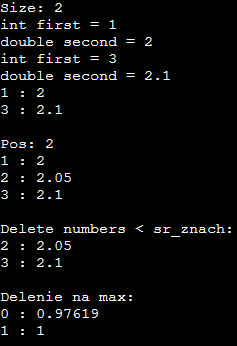 Size: 2
int first = 1
double second = 2
int first = 3
double second = 2.1
1 : 2
3 : 2.1
Pos: 2
1 : 2
2 : 2.05
3 : 2.1
Delete numbers < sr_znach:
2 : 2.05
3 : 2.1
Delenie na max:
0 : 0.97619
1 : 1